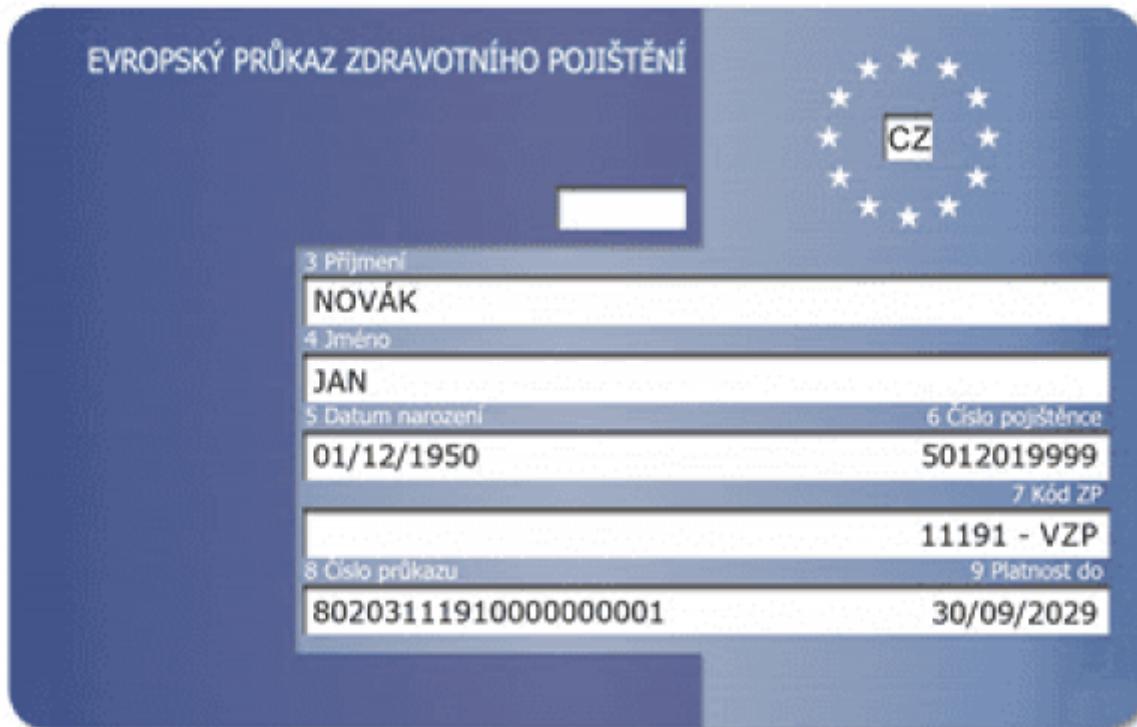 EVROPSKÝ PRŮKAZ ZDRAVOTNÍHO POJIŠTĚNÍ
CZ
3 Příjmení
NOVÁK
4 Jméno
JAN
5 Datum narození 6 Číslo pojištěnce
01/12/1950 5012019999
7 Kód ZP
11191 - VZP
8 Číslo průkazu 9 Platnost do
80203111910000000001 30/09/2029